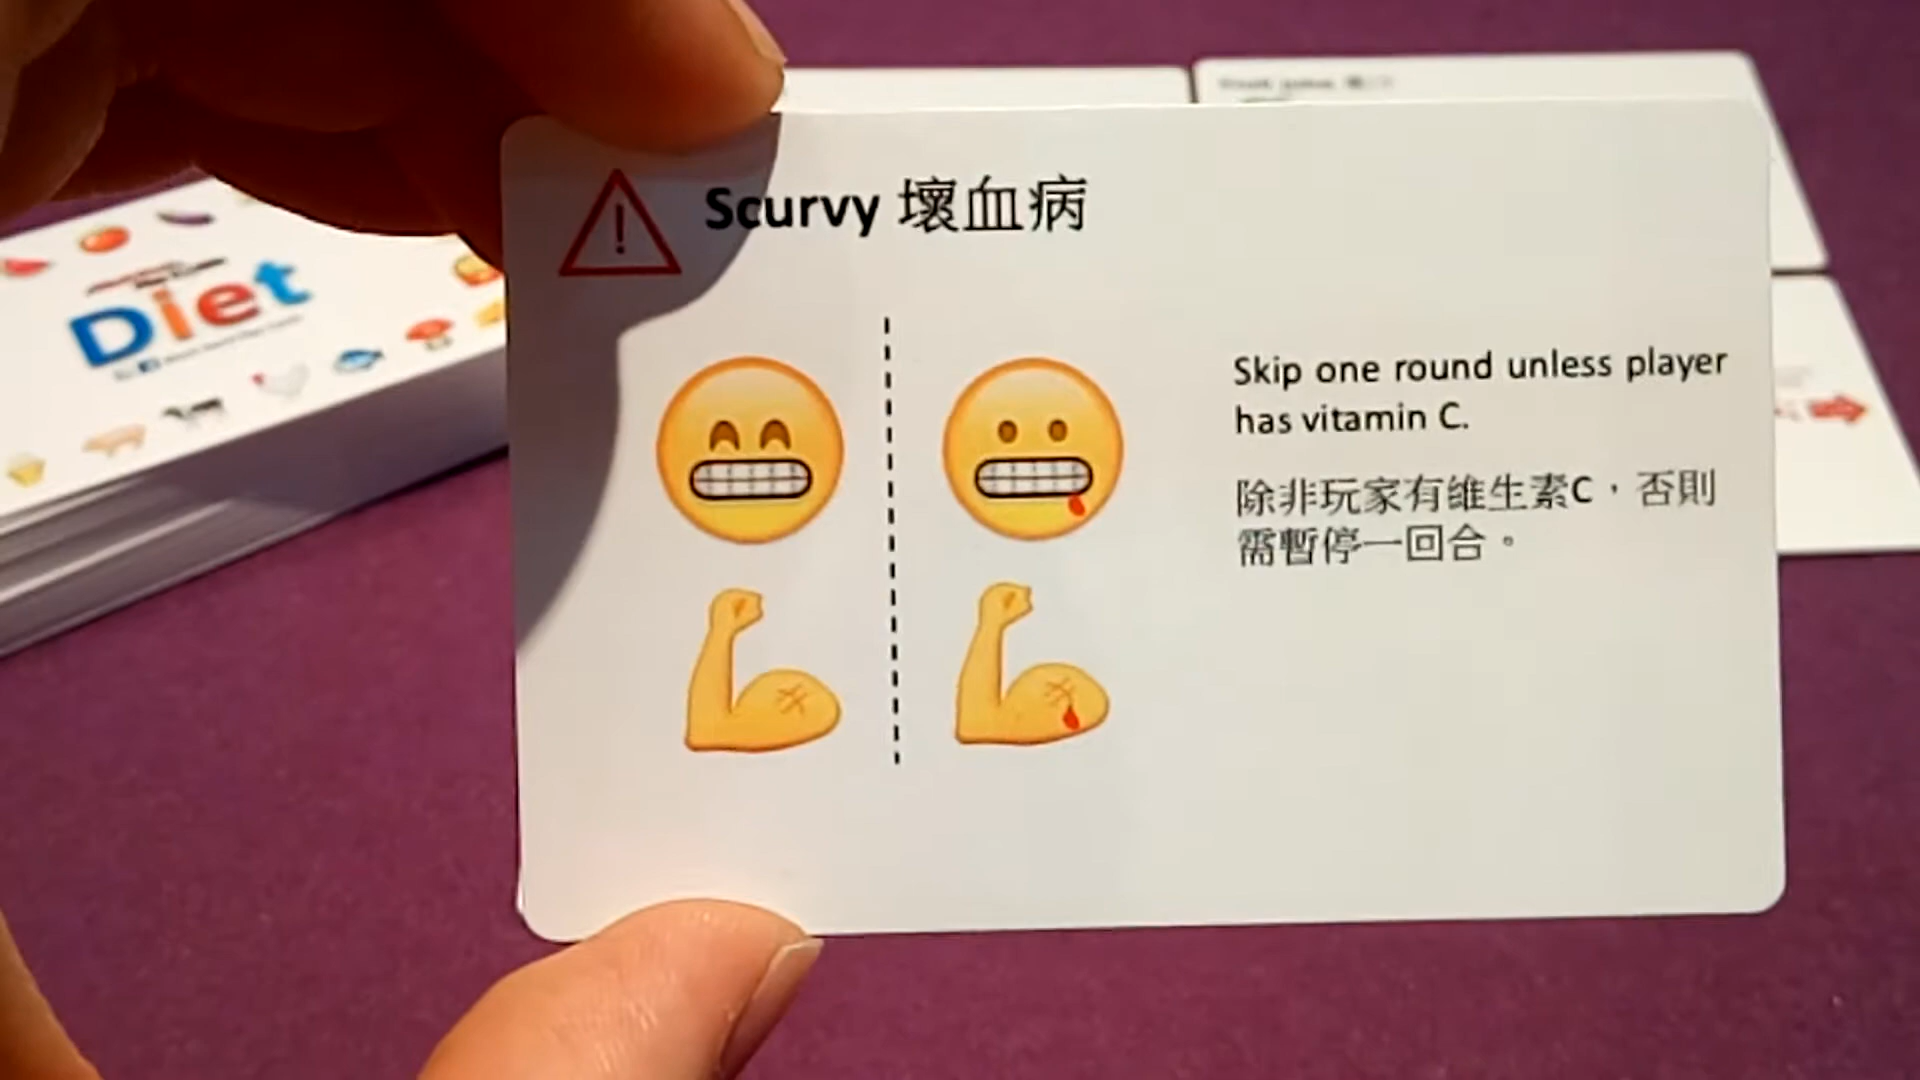 Scurvy 壞血病
Skip one round unless player
has vitamin C.
除非玩家有维生素C，否則
需暫停一回合。
Diet